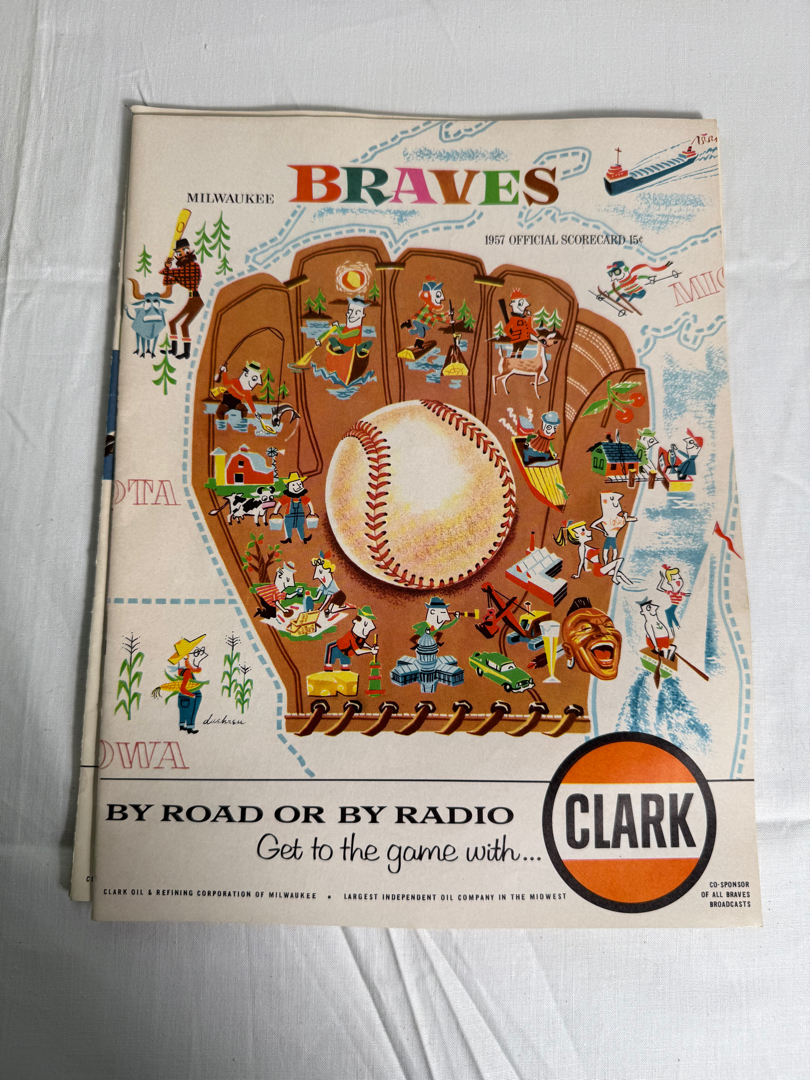 MILWAUKEE BRAVES
1957 OFFICIAL SCORECARD 15¢
MIC
OTA
OWA
BY ROAD OR BY RADIO
Get to the game with...
CLARK
CLARK OIL & REFINING CORPORATION OF MILWAUKEE • LARGEST INDEPENDENT OIL COMPANY IN THE MIDWEST
CO-SPONSOR
OF ALL BRAVES
BROADCASTS